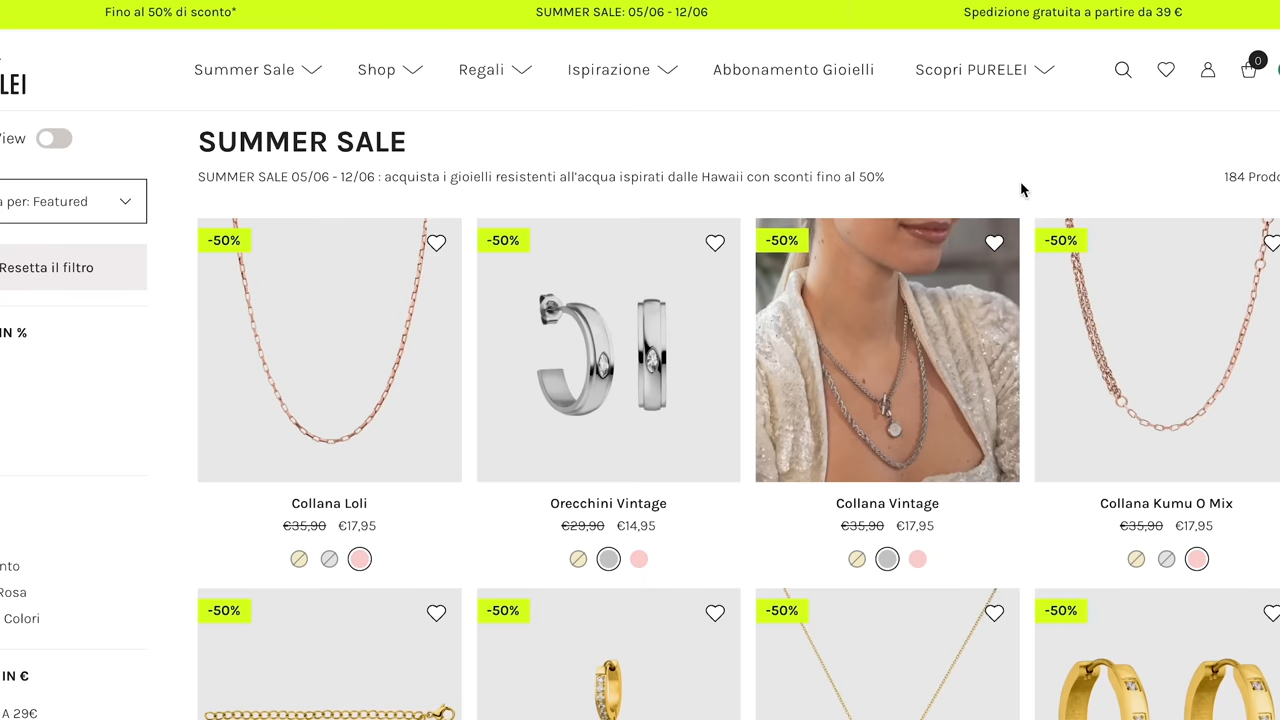 Fino al 50% di sconto*
SUMMER SALE: 05/06 - 12/06
Spedizione gratuita a partire da 39 €
LEI
Summer Sale
Shop
Regali
Ispirazione
Abbonamento Gioielli
Scopri PURELEI
0
View
SUMMER SALE
SUMMER SALE 05/06 - 12/06 : acquista i gioielli resistenti all'acqua ispirati dalle Hawaii con sconti fino al 50%
184 Prodo
a per: Featured
Resetta il filtro
IN %
nto
Rosa
Colori
IN €
A 29€
-50%
-50%
-50%
-50%
Collana Loli
€35,90 €17,95
Orecchini Vintage
€29,90 €14,95
Collana Vintage
€35,90 €17,95
Collana Kumu O Mix
€35,90 €17,95
-50%
-50%
-50%
-50%